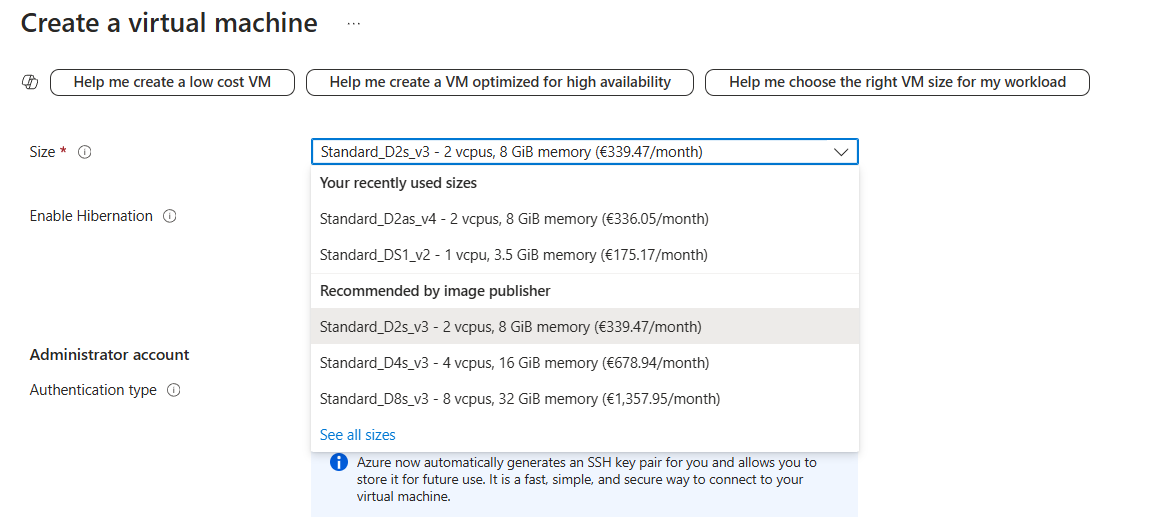 Create a virtual machine ...
Help me create a low cost VM
Help me create a VM optimized for high availability
Help me choose the right VM size for my workload
Size *
Standard_D2s_v3 - 2 vcpus, 8 GiB memory (€339.47/month)
Your recently used sizes
Enable Hibernation
Standard_D2as_v4 - 2 vcpus, 8 GiB memory (€336.05/month)
Standard_DS1_v2 - 1 vcpu, 3.5 GiB memory (€175.17/month)
Recommended by image publisher
Standard_D2s_v3 - 2 vcpus, 8 GiB memory (€339.47/month)
Administrator account
Standard_D4s_v3 - 4 vcpus, 16 GiB memory (€678.94/month)
Authentication type
Standard_D8s_v3 - 8 vcpus, 32 GiB memory (€1,357.95/month)
See all sizes
Azure now automatically generates an SSH key pair for you and allows you to
store it for future use. It is a fast, simple, and secure way to connect to your
virtual machine.